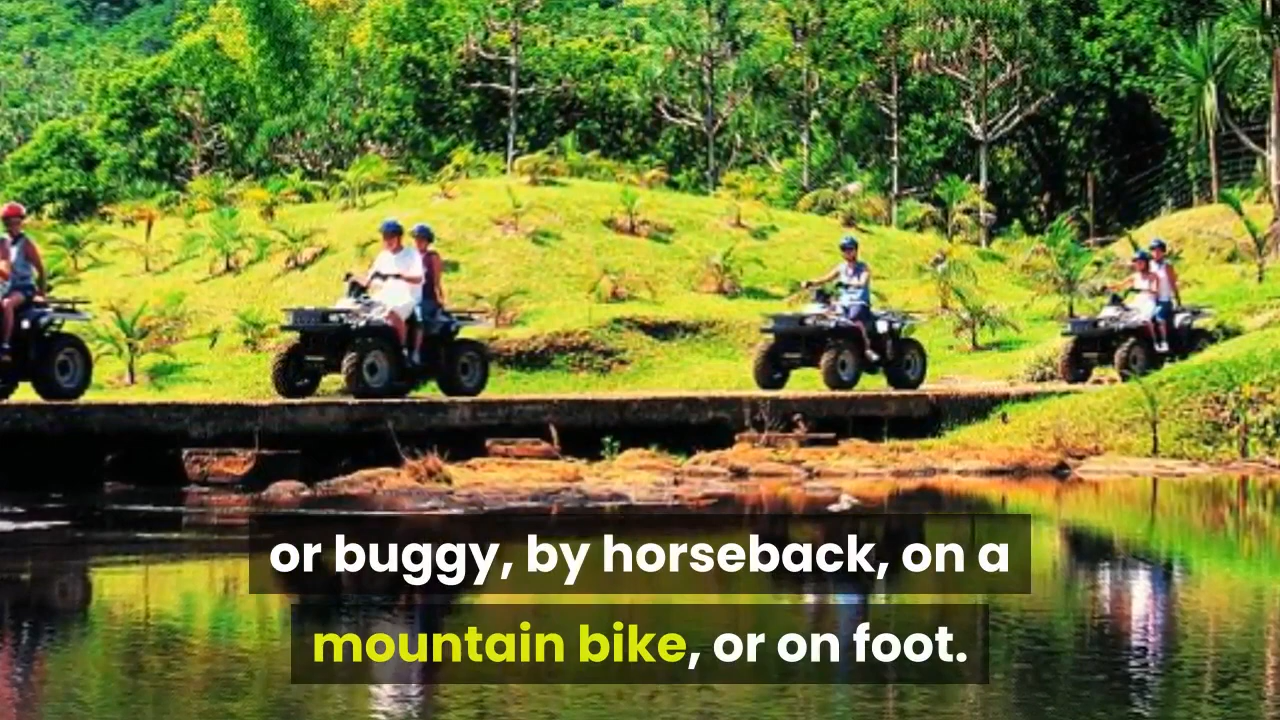 or buggy, by horseback, on a
mountain bike, or on foot.